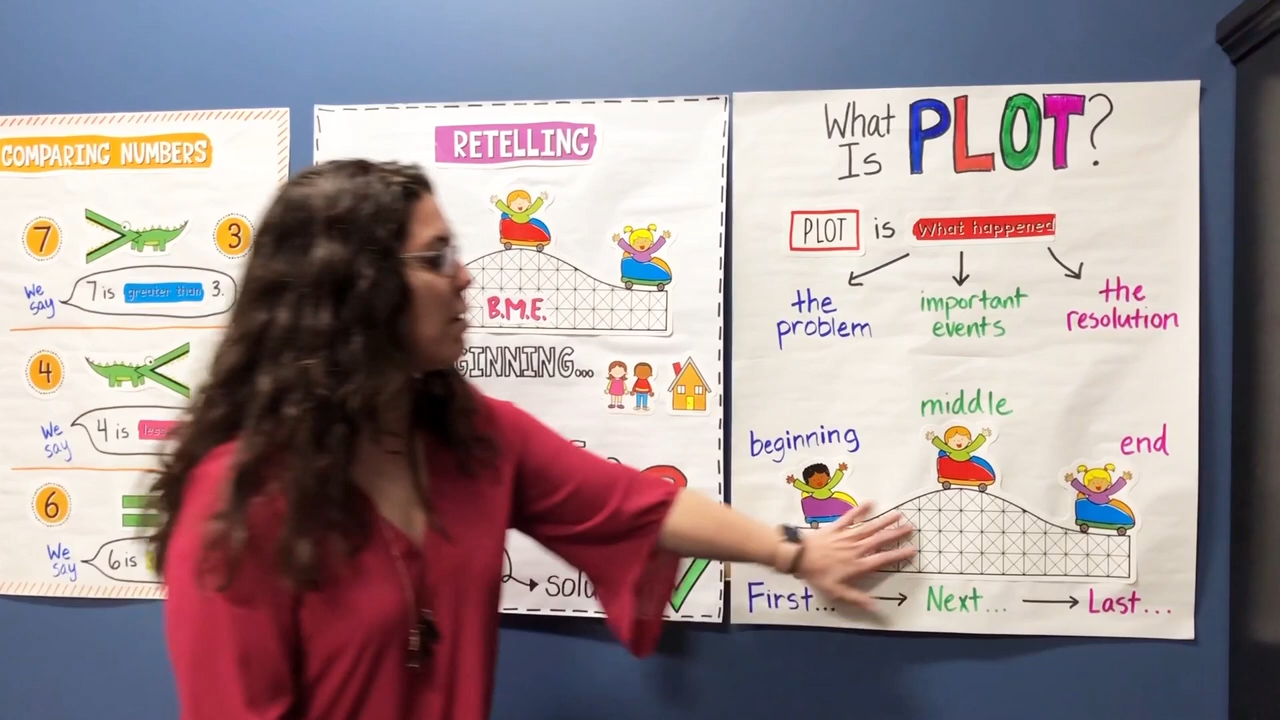 COMPARING NUMBERS
7
3
We
say
7 is greater than 3.
4
We
say
4 is
6
We
say
6 is
RETELLING
B.M.E.
GINNING...
solu
What
Is
PLOT?
PLOT is What happened
the
problem
important
events
the
resolution
middle
beginning
end
First... → Next... → Last...